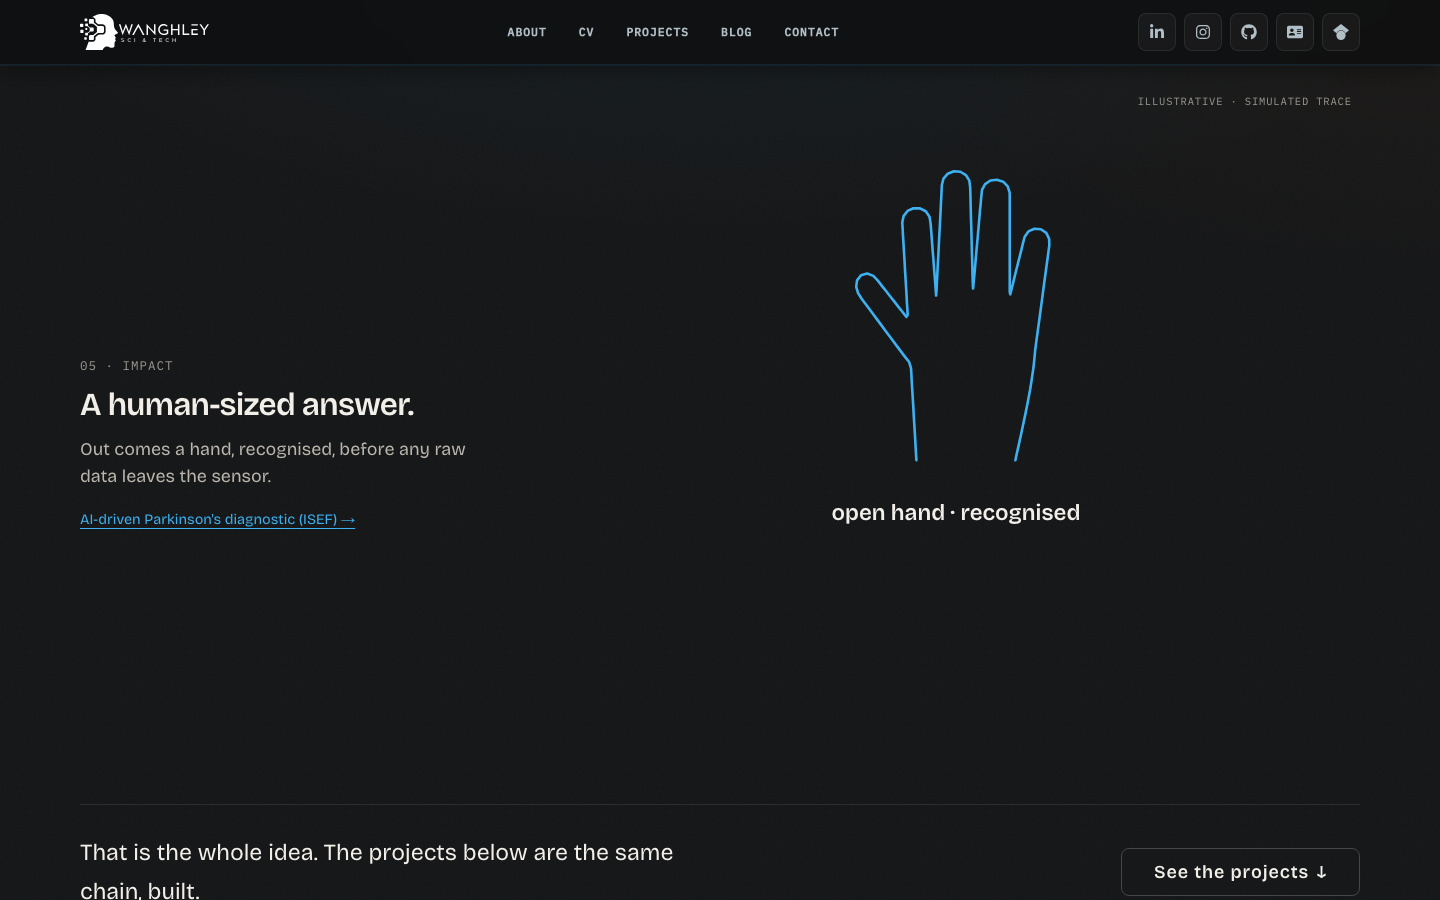 WANGHLEY
SCI & TECH
ABOUT
CV
PROJECTS
BLOG
CONTACT
ILLUSTRATIVE · SIMULATED TRACE
05 · IMPACT
A human-sized answer.
Out comes a hand, recognised, before any raw
data leaves the sensor.
AI-driven Parkinson's diagnostic (ISEF) →
open hand · recognised
That is the whole idea. The projects below are the same
chain, built.
See the projects ↓